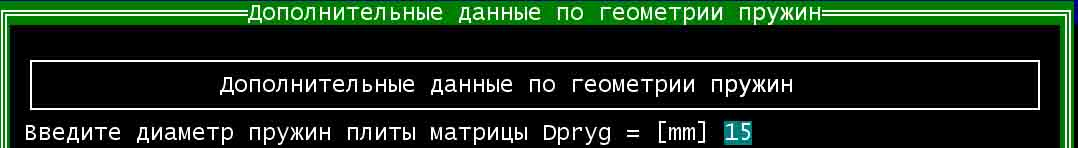 Дополнительные данные по геометрии пружин
Дополнительные данные по геометрии пружин
Введите диаметр пружин плиты матрицы Dpryg = [mm] 15